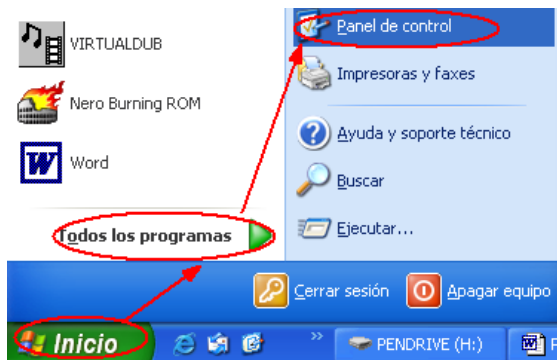 VIRTUALDUB
Nero Burning ROM
Word
Todos los programas
Panel de control
Impresoras y faxes
Ayuda y soporte técnico
Buscar
Ejecutar...
Cerrar sesión
Apagar equipo
Inicio
»
PENDRIVE (H:)